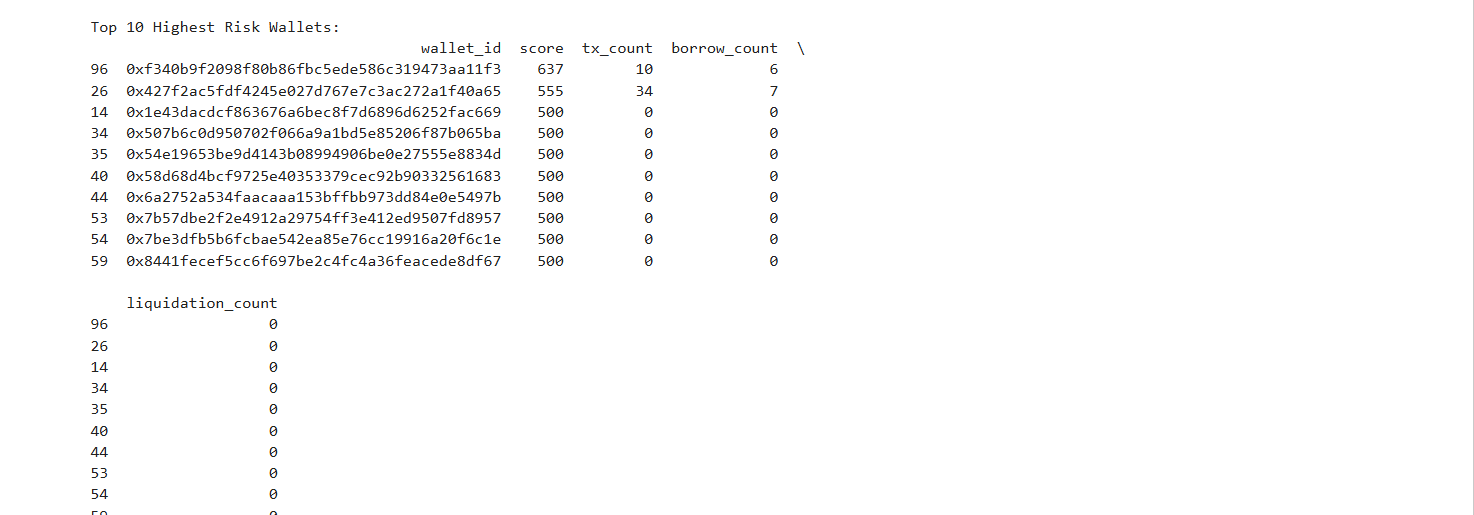 Top 10 Highest Risk Wallets:
wallet_id score tx_count borrow_count \
96 0xf340b9f2098f80b86fbc5ede586c319473aa11f3 637 10 6
26 0x427f2ac5fdf4245e027d767e7c3ac272a1f40a65 555 34 7
14 0x1e43dacdcf863676a6bec8f7d6896d6252fac669 500 0 0
34 0x507b6c0d950702f066a9a1bd5e85206f87b065ba 500 0 0
35 0x54e19653be9d4143b08994906be0e27555e8834d 500 0 0
40 0x58d68d4bcf9725e40353379cec92b90332561683 500 0 0
44 0x6a2752a534faacaaa153bffbb973dd84e0e5497b 500 0 0
53 0x7b57dbe2f2e4912a29754ff3e412ed9507fd8957 500 0 0
54 0x7be3dfb5b6fcbae542ea85e76cc19916a20f6c1e 500 0 0
59 0x8441fecef5cc6f697be2c4fc4a36feacede8df67 500 0 0
liquidation_count
96 0
26 0
14 0
34 0
35 0
40 0
44 0
53 0
54 0
59 0